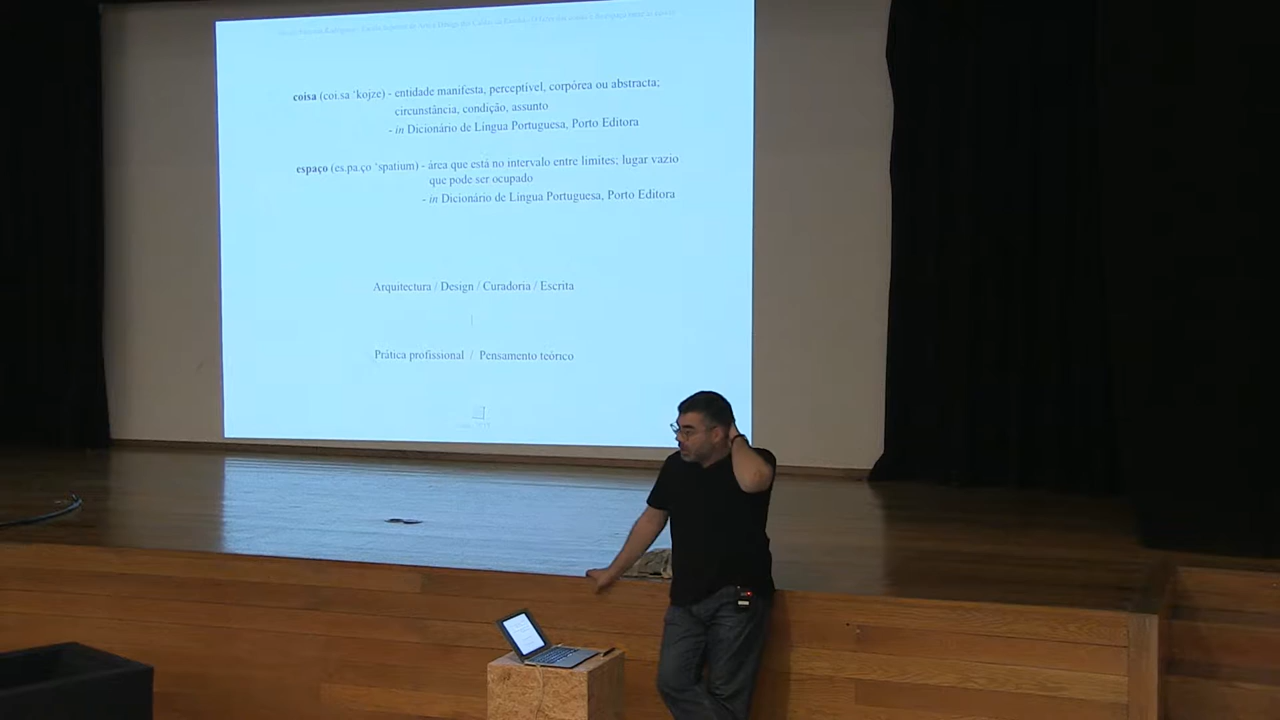 coisa (coi.sa ‘kojze) - entidade manifesta, perceptível, corpórea ou abstracta;
circunstância, condição, assunto
- in Dicionário de Língua Portuguesa, Porto Editora
espaço (es.pa.ço ‘spatium) - área que está no intervalo entre limites; lugar vazio
que pode ser ocupado
- in Dicionário de Língua Portuguesa, Porto Editora
Arquitectura / Design / Curadoria / Escrita
|
Prática profissional / Pensamento teórico